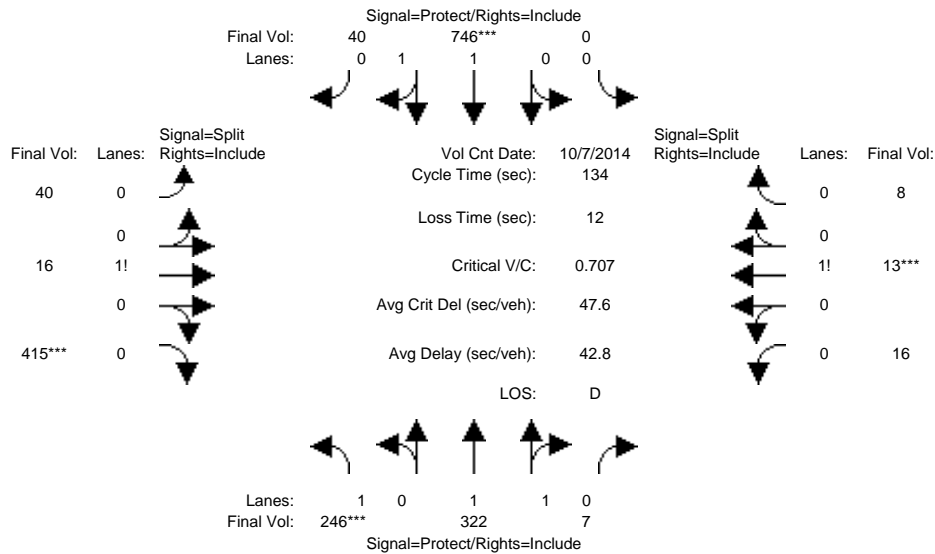 Signal=Protect/Rights=Include
Final Vol: 40 746*** 0
Lanes: 0 1 1 0 0
Signal=Split Signal=Split
Final Vol: Lanes: Rights=Include Vol Cnt Date: 10/7/2014 Rights=Include Lanes: Final Vol:
Cycle Time (sec): 134
40 0 0 8
Loss Time (sec): 12
0 0
16 1! Critical V/C: 0.707 1! 13***
0 Avg Crit Del (sec/veh): 47.6 0
415*** 0 Avg Delay (sec/veh): 42.8 0 16
LOS: D
Lanes: 1 0 1 1 0
Final Vol: 246*** 322 7
Signal=Protect/Rights=Include